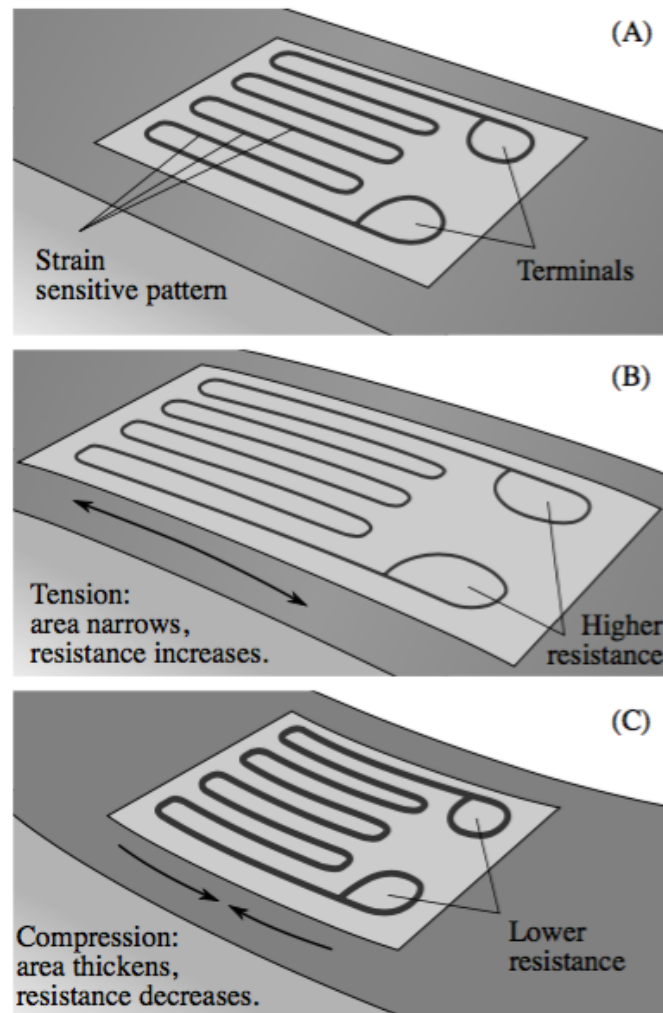 (A)
Strain
sensitive pattern
Terminals
(B)
Tension:
area narrows,
resistance increases.
Higher
resistance
(C)
Compression:
area thickens,
resistance decreases.
Lower
resistance